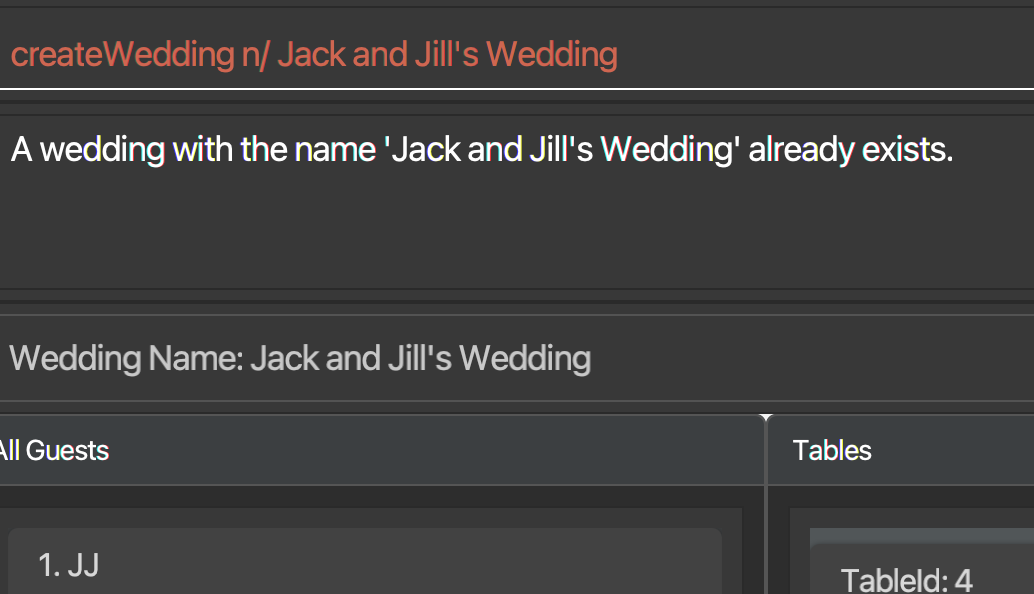 createWedding n/ Jack and Jill's Wedding
A wedding with the name 'Jack and Jill's Wedding' already exists.
Wedding Name: Jack and Jill's Wedding
All Guests
Tables
1. JJ
TableId: 4